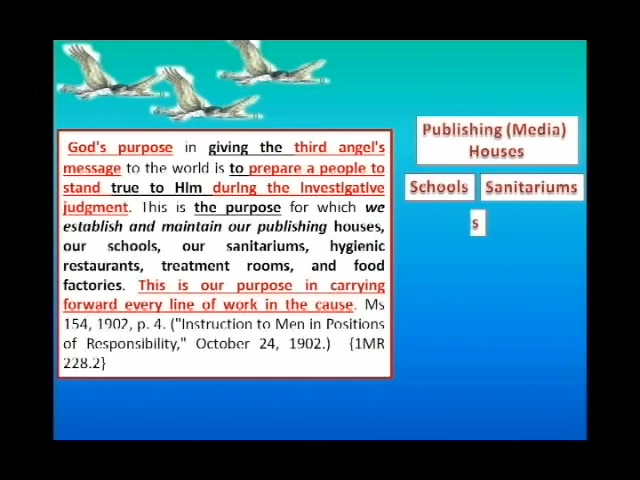 God's purpose in giving the third angel's
message to the world is to prepare a people to
stand true to Him during the investigative
judgment. This is the purpose for which we
establish and maintain our publishing houses,
our schools, our sanitariums, hygienic
restaurants, treatment rooms, and food
factories. This is our purpose in carrying
forward every line of work in the cause. Ms
154, 1902, p. 4. ("Instruction to Men in Positions
of Responsibility," October 24, 1902.) {1MR
228.2}
Publishing (Media)
Houses
Schools
Sanitariums
s